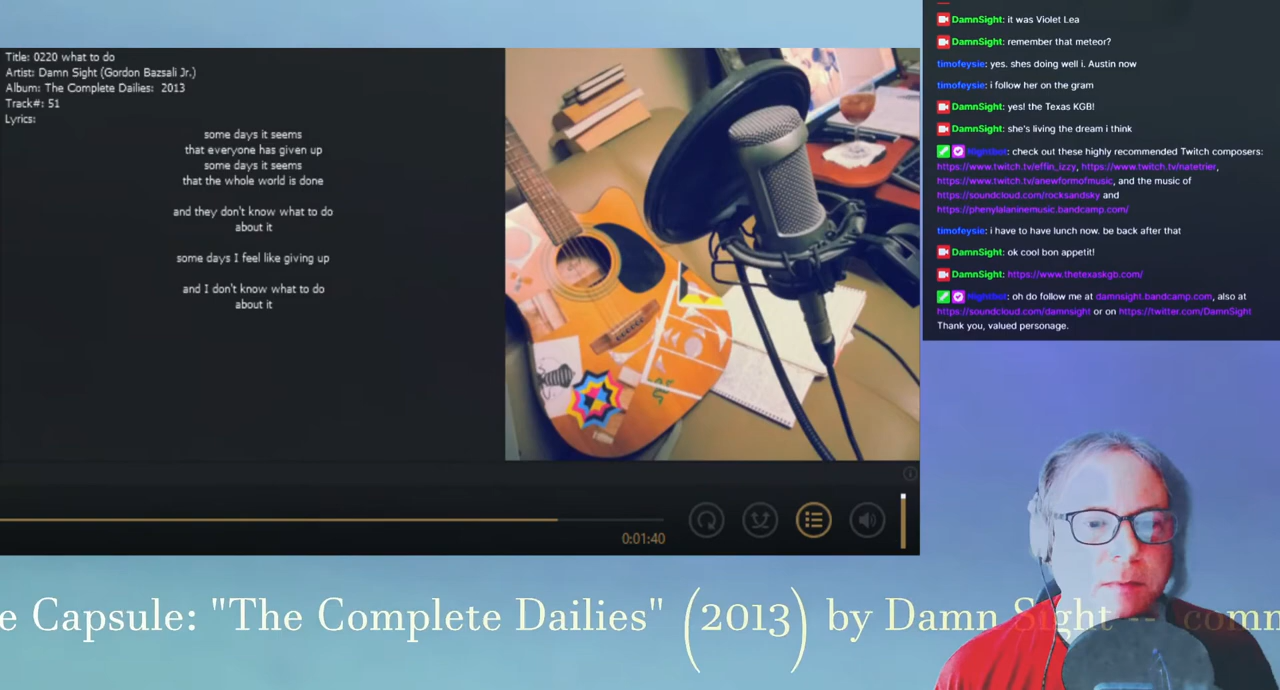 Title: 0220 what to do
Artist: Damn Sight (Gordon Bazsali Jr.)
Album: The Complete Dailies:  2013
Track#: 51
Lyrics:
some days it seems
that everyone has given up
some days it seems
that the whole world is done
and they don't know what to do
about it
some days I feel like giving up
and I don't know what to do
about it
0:01:40
DamnSight: it was Violet Lea
DamnSight: remember that meteor?
timofeysie: yes. shes doing well i. Austin now
timofeysie: i follow her on the gram
DamnSight: yes! the Texas KGB!
DamnSight: she's living the dream i think
Nightbot: check out these highly recommended Twitch composers:
https://www.twitch.tv/effin_izzy, https://www.twitch.tv/natetrier,
https://www.twitch.tv/anewformofmusic, and the music of
https://soundcloud.com/rocksandsky and
https://phenylalaninemusic.bandcamp.com/
timofeysie: i have to have lunch now. be back after that
DamnSight: ok cool bon appetit!
DamnSight: https://www.thetexaskgb.com/
Nightbot: oh do follow me at damnsight.bandcamp.com, also at
https://soundcloud.com/damnsight or on https://twitter.com/DamnSight
Thank you, valued personage.
e Capsule: "The Complete Dailies" (2013) by Damn Sight -- comm